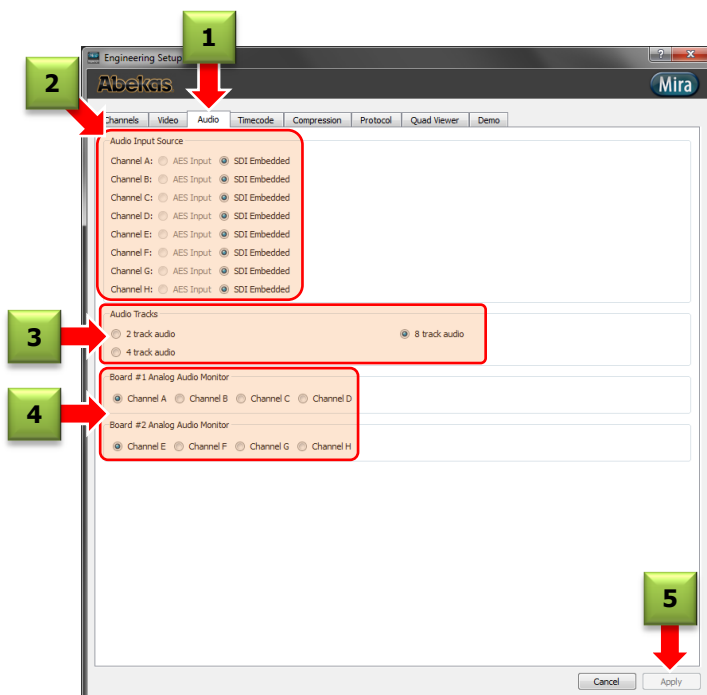 1
Engineering Setup
2
Abekas
Mira
Channels Video Audio Timecode Compression Protocol Quad Viewer Demo
Audio Input Source
Channel A: AES Input SDI Embedded
Channel B: AES Input SDI Embedded
Channel C: AES Input SDI Embedded
Channel D: AES Input SDI Embedded
Channel E: AES Input SDI Embedded
Channel F: AES Input SDI Embedded
Channel G: AES Input SDI Embedded
Channel H: AES Input SDI Embedded
Audio Tracks
3
2 track audio 8 track audio
4 track audio
Board #1 Analog Audio Monitor
Channel A Channel B Channel C Channel D
4
Board #2 Analog Audio Monitor
Channel E Channel F Channel G Channel H
5
Cancel Apply